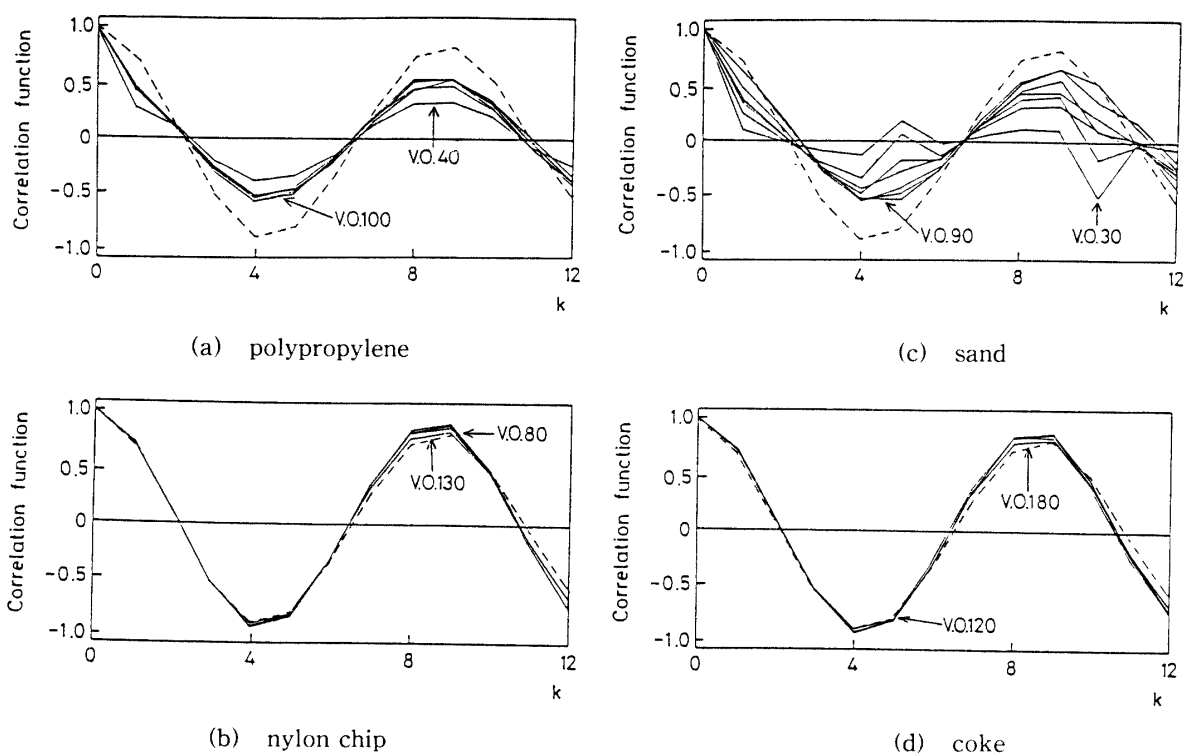 Correlation function
1.0
0.5
0
-0.5
-1.0
V.O.40
V.O.100
0 4 8 12
k
(a) polypropylene
Correlation function
1.0
0.5
0
-0.5
-1.0
V.O.90
V.O.30
0 4 8 12
k
(c) sand
Correlation function
1.0
0.5
0
-0.5
-1.0
V.O.80
V.O.130
0 4 8 12
k
(b) nylon chip
Correlation function
1.0
0.5
0
-0.5
-1.0
V.O.180
V.O.120
0 4 8 12
k
(d) coke